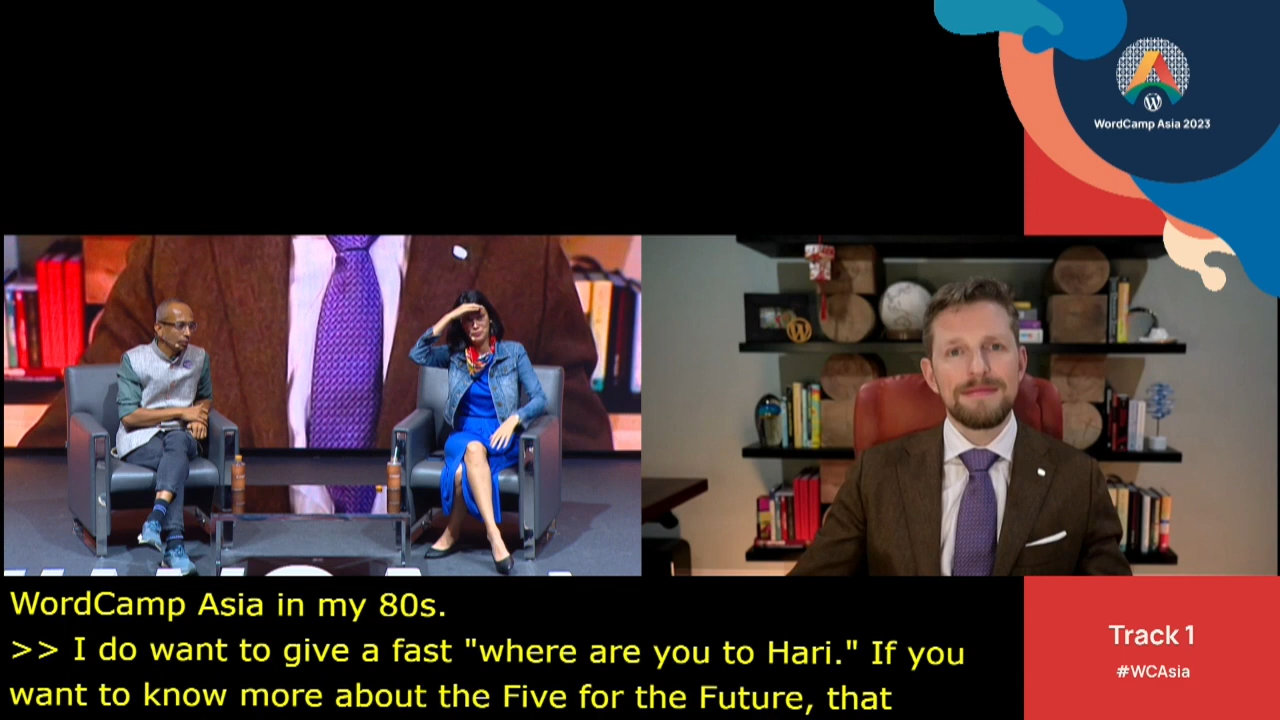 WordCamp Asia 2023
WordCamp Asia in my 80s.
>> I do want to give a fast "where are you to Hari." If you
want to know more about the Five for the Future, that
Track 1
#WCAsia